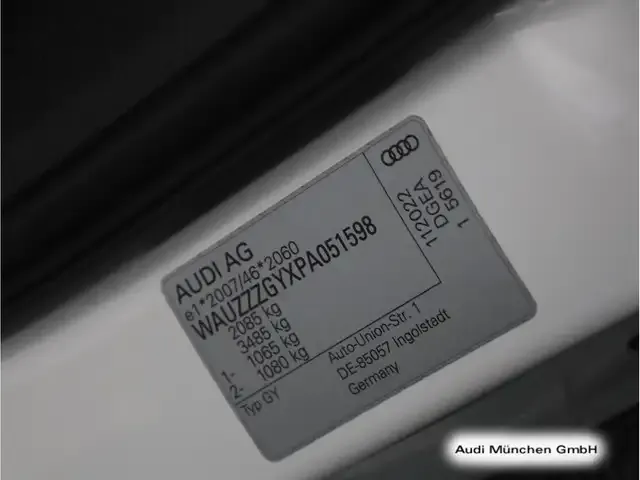 AUDI AG
e1*2007/46*2060
WAUZZZGYXPA051598
2085 kg
3485 kg
1- 1065 kg
2- 1080 kg
Typ GY
112022
DGEA
1 5619
Auto-Union-Str. 1
DE-85057 Ingolstadt
Germany
Audi München GmbH